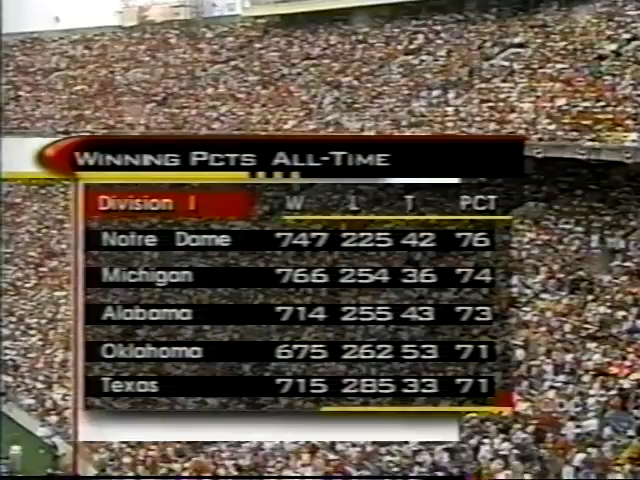 Winning Pcts All-Time
Division I W L T PCT
Notre Dame 747 225 42 76
Michigan 766 254 36 74
Alabama 714 255 43 73
Oklahoma 675 262 53 71
Texas 715 285 33 71